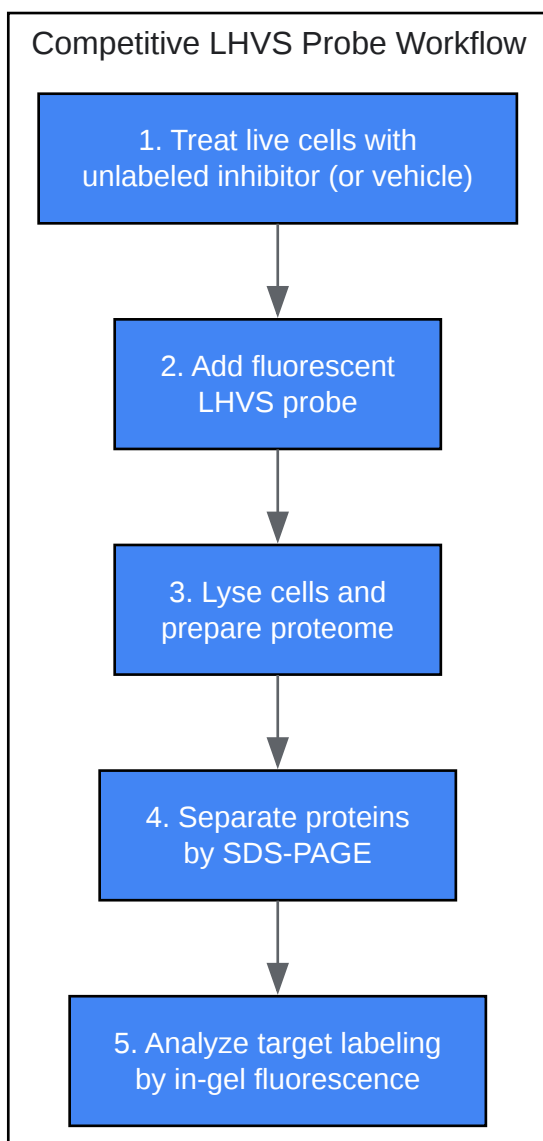 Competitive LHVS Probe Workflow
1. Treat live cells with
unlabeled inhibitor (or vehicle)
2. Add fluorescent
LHVS probe
3. Lyse cells and
prepare proteome
4. Separate proteins
by SDS-PAGE
5. Analyze target labeling
by in-gel fluorescence